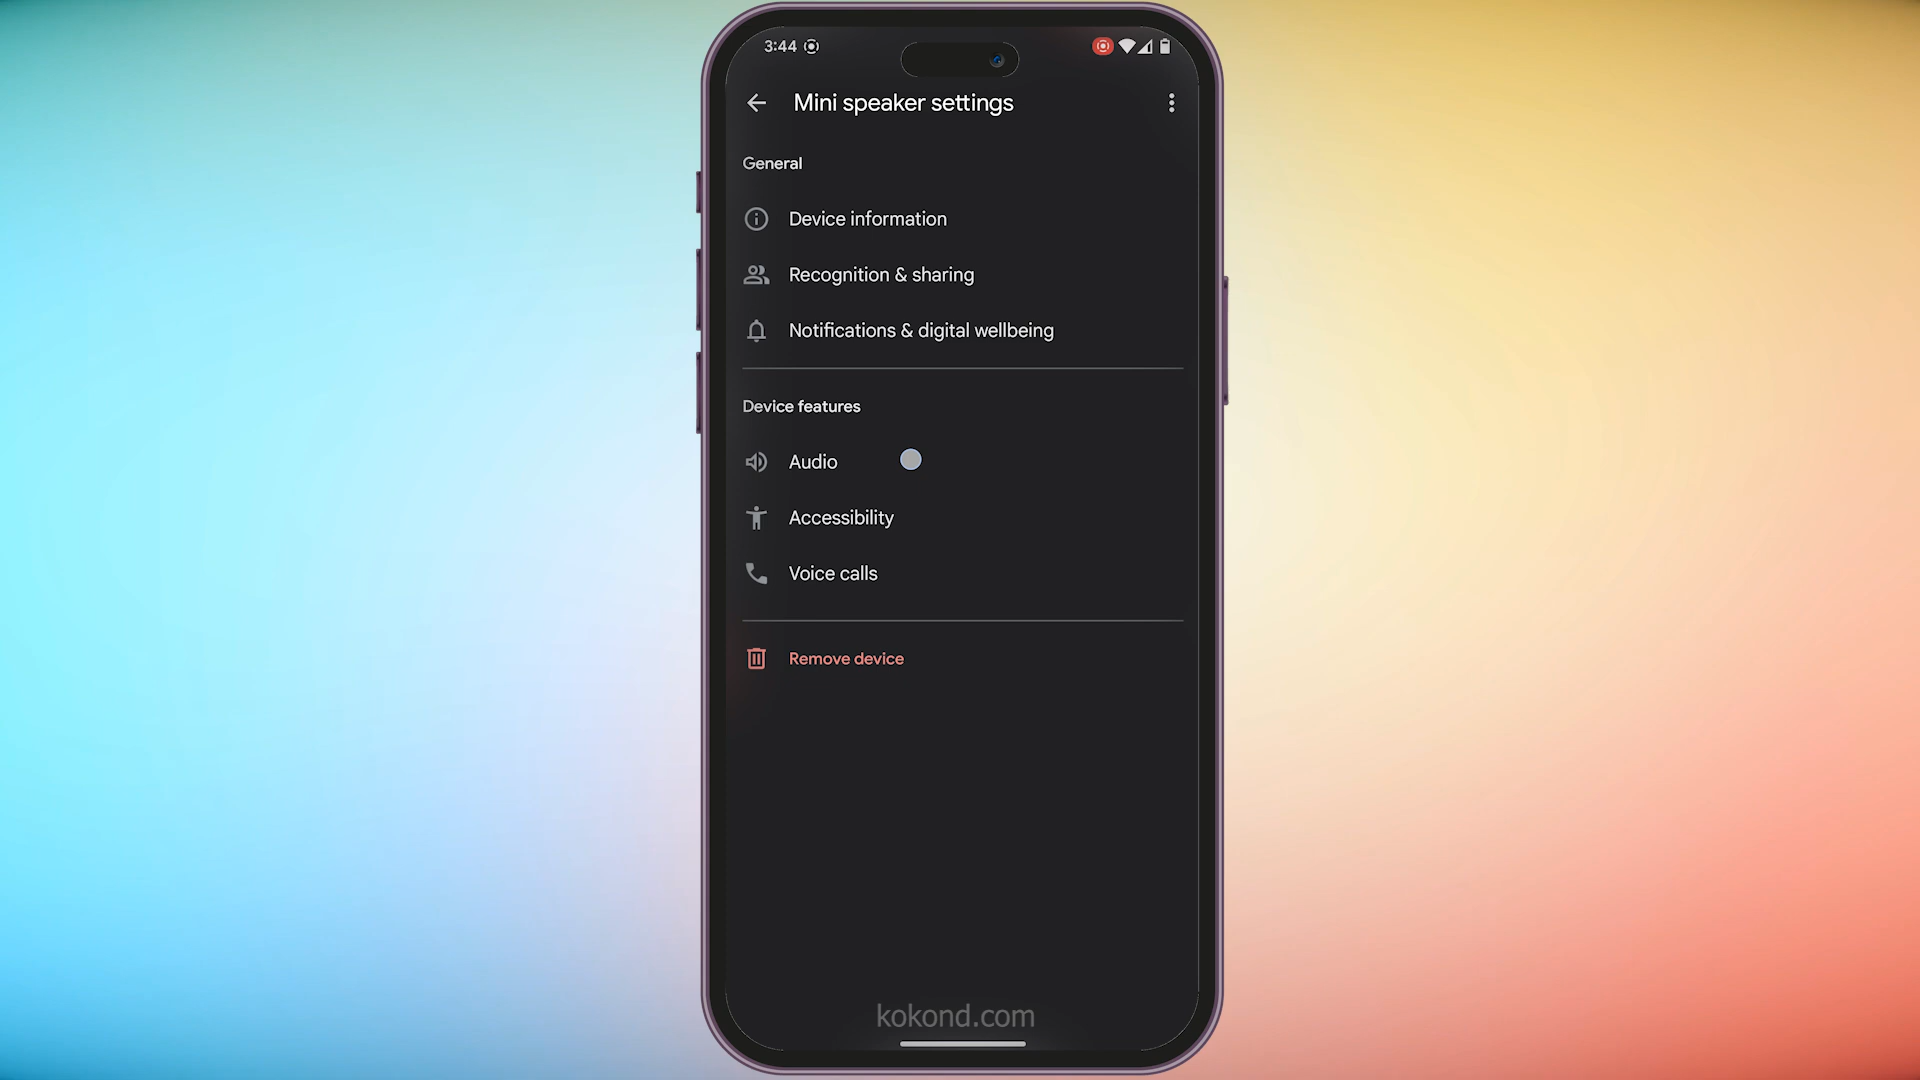 3:44
Mini speaker settings
General
Device information
Recognition & sharing
Notifications & digital wellbeing
Device features
Audio
Accessibility
Voice calls
Remove device
kokond.com